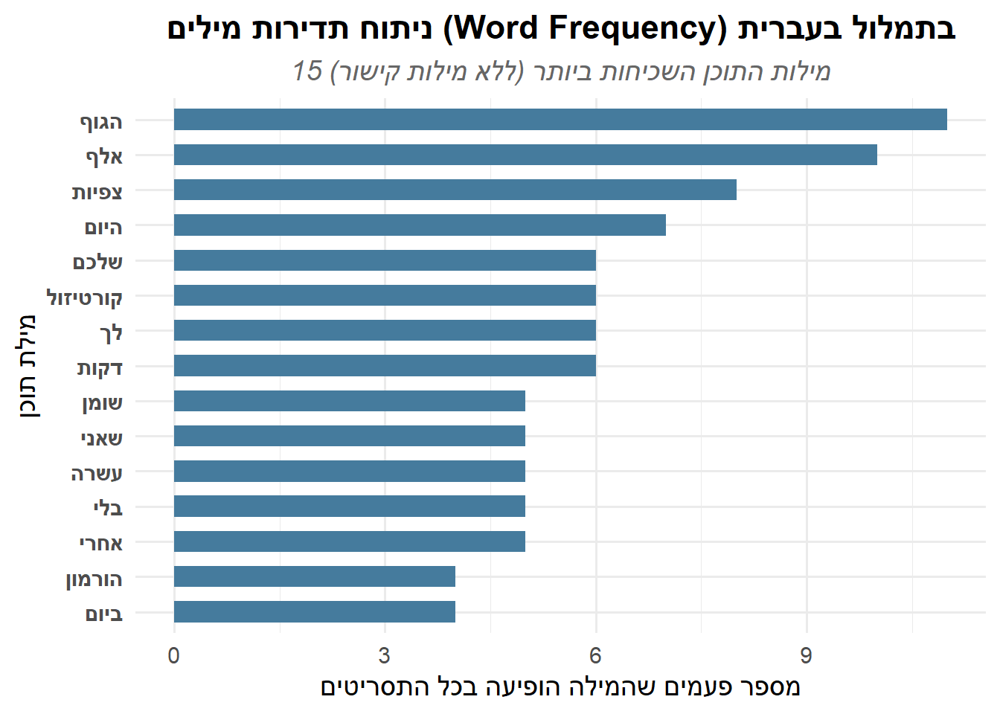 ניתוח תדירות מילים (Word Frequency) בתמלול בעברית
15 מילות התוכן השכיחות ביותר (ללא מילות קישור)
הגוף
אלף
צפיות
היום
שלכם
קורטיזול
לך
דקות
שומן
שאני
עשרה
בלי
אחרי
הורמון
ביום
מילת תוכן
0 3 6 9
מספר פעמים שהמילה הופיעה בכל התסריטים